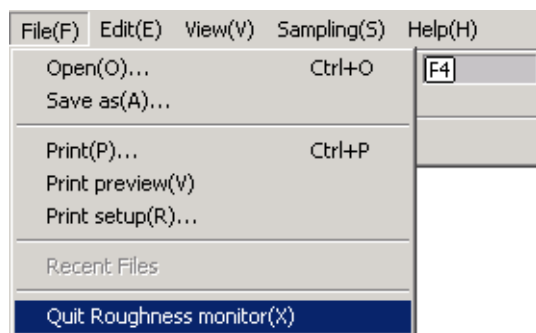 File(F) Edit(E) View(V) Sampling(S) Help(H)
Open(O)... Ctrl+O F4
Save as(A)...
Print(P)... Ctrl+P
Print preview(V)
Print setup(R)...
Recent Files
Quit Roughness monitor(X)